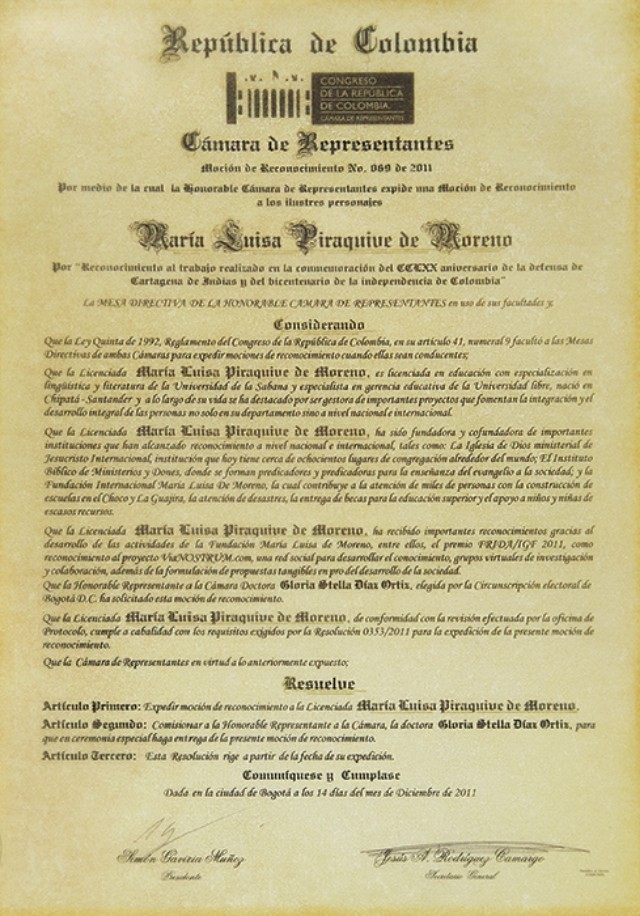 República de Colombia
CONGRESO
DE LA REPÚBLICA
DE COLOMBIA
CÁMARA DE REPRESENTANTES
Cámara de Representantes
Moción de Reconocimiento No. 069 de 2011
Por medio de la cual la Honorable Cámara de Representantes expide una Moción de Reconocimiento
a los ilustres personajes
María Luisa Piraquive de Moreno
Por "Reconocimiento al trabajo realizado en la conmemoración del CCLXX aniversario de la defensa de
Cartagena de Indias y del bicentenario de la independencia de Colombia"
La MESA DIRECTIVA DE LA HONORABLE CAMARA DE REPRESENTANTES en uso de sus facultades y,
Considerando
Que la Ley Quinta de 1992, Reglamento del Congreso de la República de Colombia, en su artículo 41, numeral 9 facultó a las Mesas
Directivas de ambas Cámaras para expedir mociones de reconocimiento cuando ellas sean conducentes;
Que la Licenciada María Luisa Piraquive de Moreno, es licenciada en educación con especialización en
lingüística y literatura de la Universidad de la Sabana y especialista en gerencia educativa de la Universidad libre, nació en
Chipatá -Santander y a lo largo de su vida se ha destacado por ser gestora de importantes proyectos que fomentan la integración y el
desarrollo integral de las personas no solo en su departamento sino a nivel nacional e internacional.
Que la Licenciada María Luisa Piraquive de Moreno, ha sido fundadora y cofundadora de importantes
instituciones que han alcanzado reconocimiento a nivel nacional e internacional, tales como: La Iglesia de Dios ministerial de
Jesucristo Internacional, institución que hoy tiene cerca de ochocientos lugares de congregación alrededor del mundo; El Instituto
Bíblico de Ministerios y Dones, donde se forman predicadores y predicadoras para la enseñanza del evangelio a la sociedad; y la
Fundación Internacional María Luisa De Moreno, la cual contribuye a la atención de miles de personas con la construcción de
escuelas en el Choco y La Guajira, la atención de desastres, la entrega de becas para la educación superior y el apoyo a niños y niñas de
escasos recursos.
Que la Licenciada María Luisa Piraquive de Moreno, ha recibido importantes reconocimientos gracias al
desarrollo de las actividades de la Fundación María Luisa de Moreno, entre ellos, el premio FRIDA/IGF 2011, como
reconocimiento al proyecto ViaNOSTRUM.com, una red social para desarrollar el conocimiento, grupos virtuales de investigación
y colaboración, además de la formulación de propuestas tangibles en pro del desarrollo de la sociedad.
Que la Honorable Representante a la Cámara Doctora Gloria Stella Díaz Ortiz, elegida por la Circunscripción electoral de
Bogotá D.C. ha solicitado esta moción de reconocimiento.
Que la Licenciada María Luisa Piraquive de Moreno, de conformidad con la revisión efectuada por la oficina de
Protocolo, cumple a cabalidad con los requisitos exigidos por la Resolución 0353/2011 para la expedición de la presente moción de
reconocimiento.
Que la Cámara de Representantes en virtud a lo anteriormente expuesto;
Resuelve
Artículo Primero: Expedir moción de reconocimiento a la Licenciada María Luisa Piraquive de Moreno.
Artículo Segundo: Comisionar a la Honorable Representante a la Cámara, la doctora Gloria Stella Díaz Ortiz, para
que en ceremonia especial haga entrega de la presente moción de reconocimiento.
Artículo Tercero: Esta Resolución rige a partir de la fecha de su expedición.
Comuníquese y Cumplase
Dada en la ciudad de Bogotá a los 14 días del mes de Diciembre de 2011
Simón Gaviria Muñoz
Presidente
Jesús A. Rodríguez Camargo
Secretario General